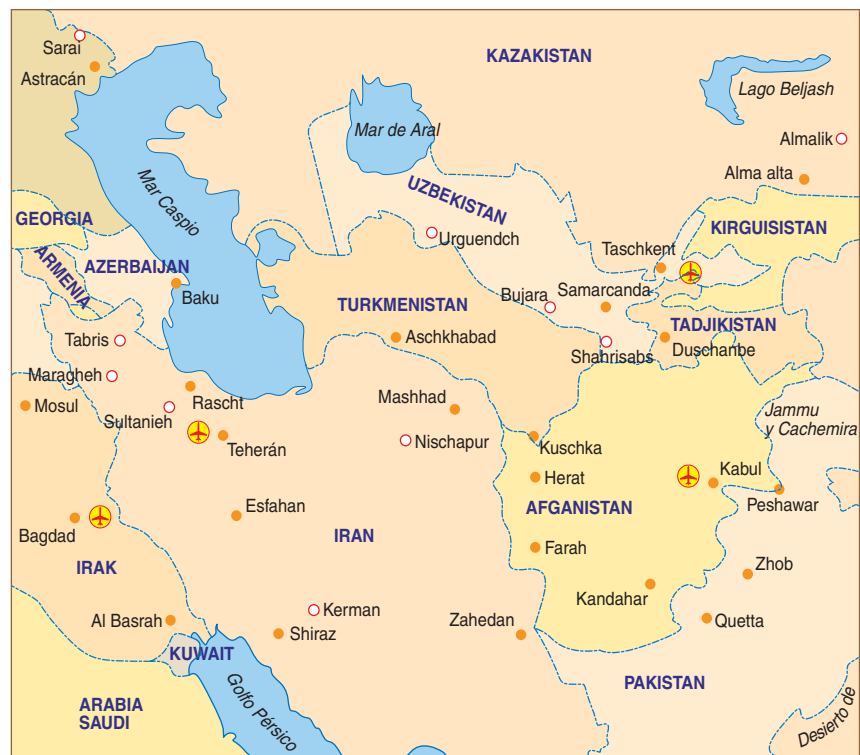 Sarai
Astracán
KAZAKISTAN
Lago Beljash
Mar de Aral
Almalik
Alma alta
Mar Caspio
UZBEKISTAN
GEORGIA
KIRGUISISTAN
Urguendch
Taschkent
ARMENIA
AZERBAIJAN
Baku
TURKMENISTAN
Bujara
Samarcanda
TADJIKISTAN
Tabris
Aschkhabad
Shahrisabs
Duschanbe
Maragheh
Mosul
Sultanieh
Rascht
Mashhad
Jammu
y Cachemira
Teherán
Nischapur
Kuschka
Herat
Kabul
Peshawar
Esfahan
AFGANISTAN
Bagdad
IRAN
Farah
IRAK
Zhob
Kandahar
Al Basrah
Kerman
Shiraz
Zahedan
Quetta
KUWAIT
Golfo Pérsico
PAKISTAN
ARABIA
SAUDI
Desierto de